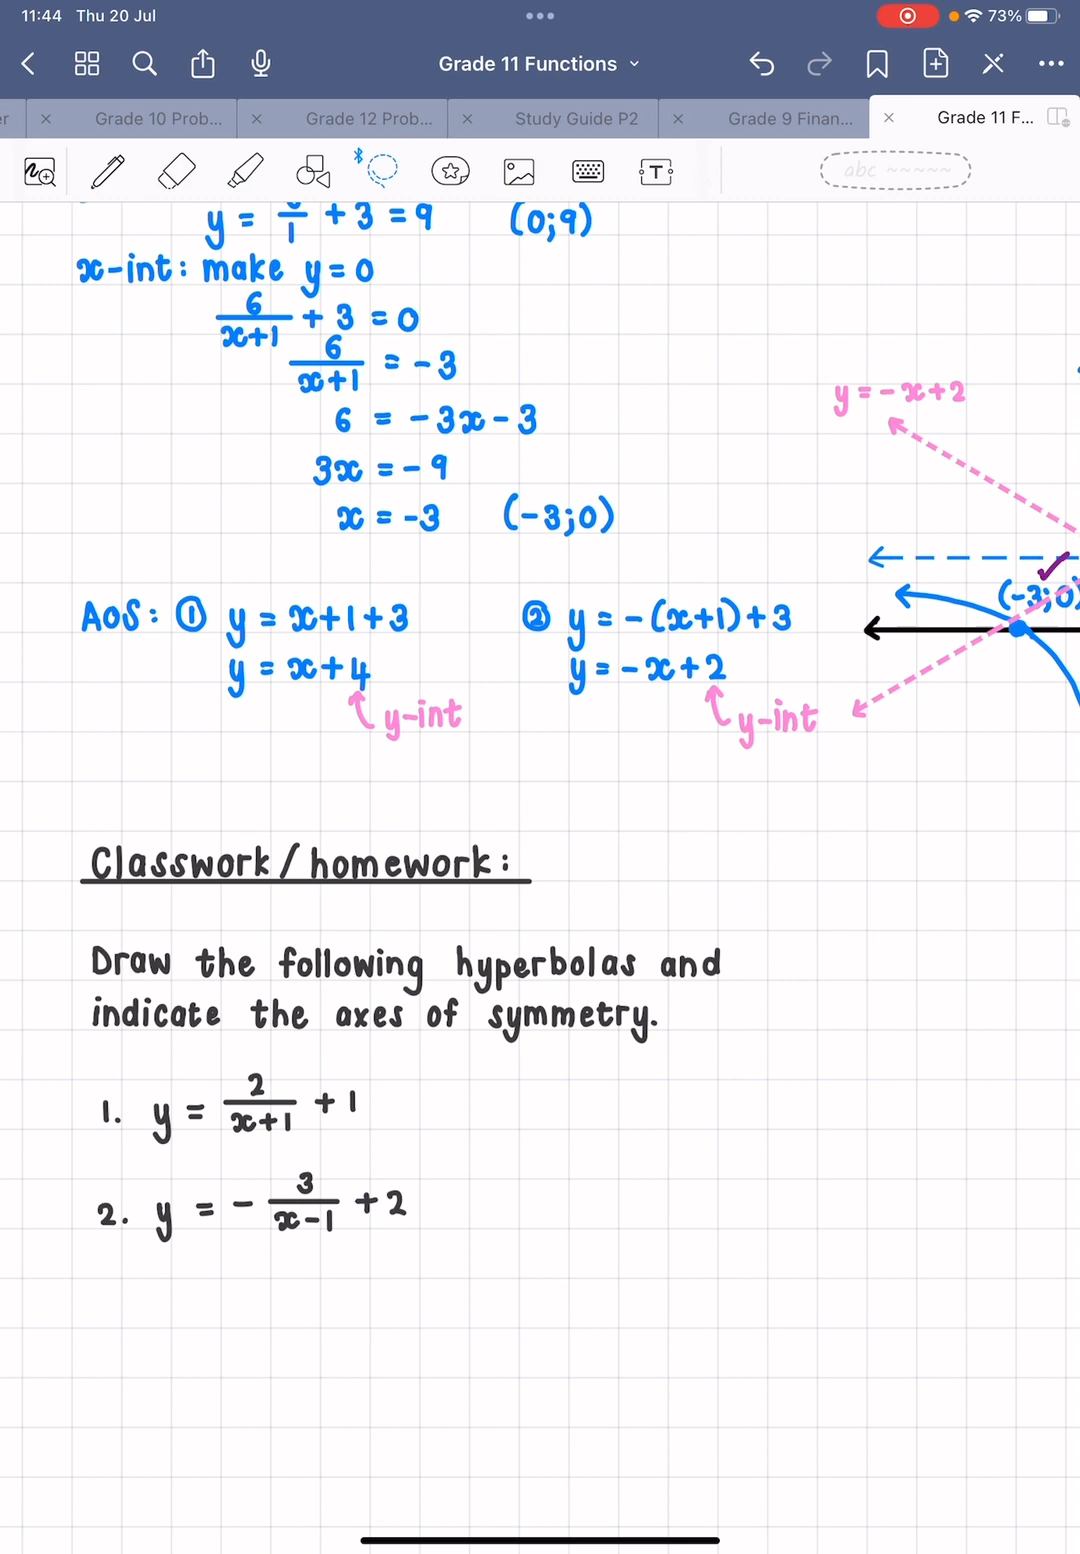 11:44 Thu 20 Jul
73%
Grade 11 Functions
er
Grade 10 Prob...
Grade 12 Prob...
Study Guide P2
Grade 9 Finan...
Grade 11 F...
T
abc ~~~~~
y = 6/1 + 3 = 9 (0;9)
x-int: make y = 0
6/(x+1) + 3 = 0
6/(x+1) = -3
6 = -3x - 3
3x = -9
x = -3 (-3;0)
AOS: ① y = x+1+3 ② y = -(x+1)+3
y = x+4 y = -x+2
y-int y-int
y = -x+2
(-3;0)
Classwork / homework:
Draw the following hyperbolas and
indicate the axes of symmetry.
1. y = 2/(x+1) + 1
2. y = - 3/(x-1) + 2